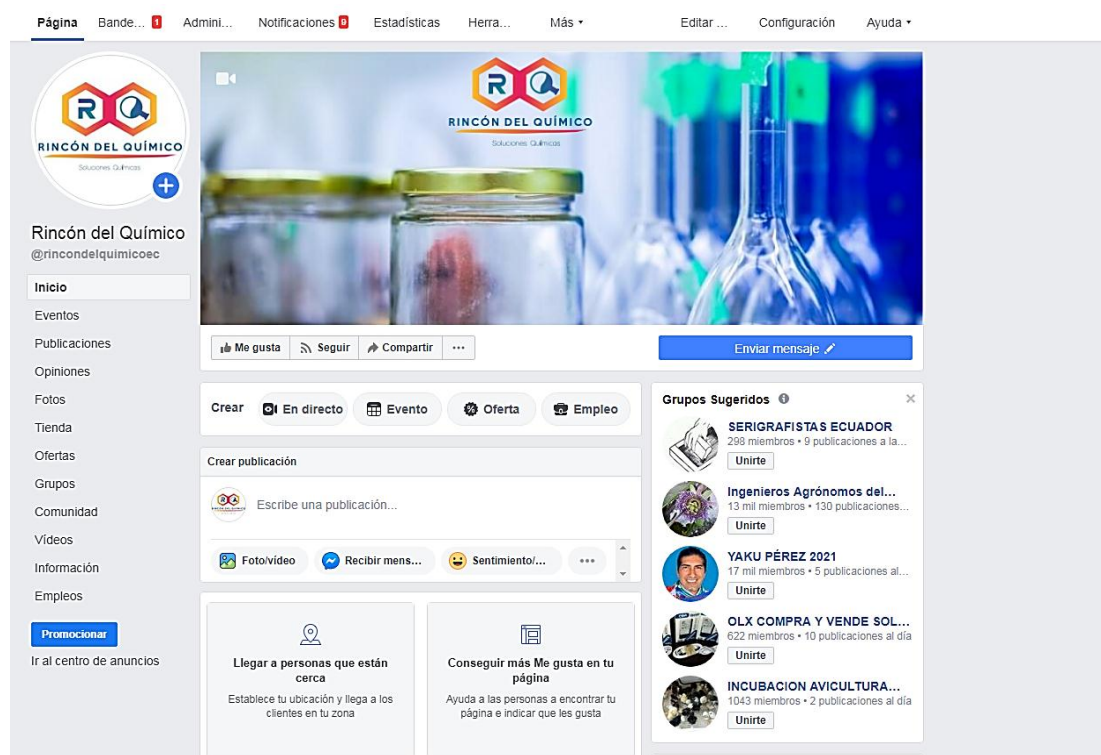 Página
Bande... 1
Admini...
Notificaciones 9
Estadísticas
Herra...
Más
Editar ...
Configuración
Ayuda
R Q
RINCÓN DEL QUÍMICO
Soluciones Químicas
R Q
RINCÓN DEL QUÍMICO
Soluciones Químicas
Rincón del Químico
@rincondelquimicoec
Inicio
Eventos
Publicaciones
Opiniones
Fotos
Tienda
Ofertas
Grupos
Comunidad
Vídeos
Información
Empleos
Promocionar
Ir al centro de anuncios
Me gusta
Seguir
Compartir
...
Enviar mensaje
Crear
En directo
Evento
Oferta
Empleo
Crear publicación
Escribe una publicación...
Foto/vídeo
Recibir mens...
Sentimiento/...
...
Llegar a personas que están
cerca
Establece tu ubicación y llega a los
clientes en tu zona
Conseguir más Me gusta en tu
página
Ayuda a las personas a encontrar tu
página e indicar que les gusta
Grupos Sugeridos
SERIGRAFISTAS ECUADOR
298 miembros • 9 publicaciones a la...
Unirte
Ingenieros Agrónomos del...
13 mil miembros • 130 publicaciones...
Unirte
YAKU PÉREZ 2021
17 mil miembros • 5 publicaciones al...
Unirte
OLX COMPRA Y VENDE SOL...
622 miembros • 10 publicaciones al día
Unirte
INCUBACION AVICULTURA...
1043 miembros • 2 publicaciones al día
Unirte